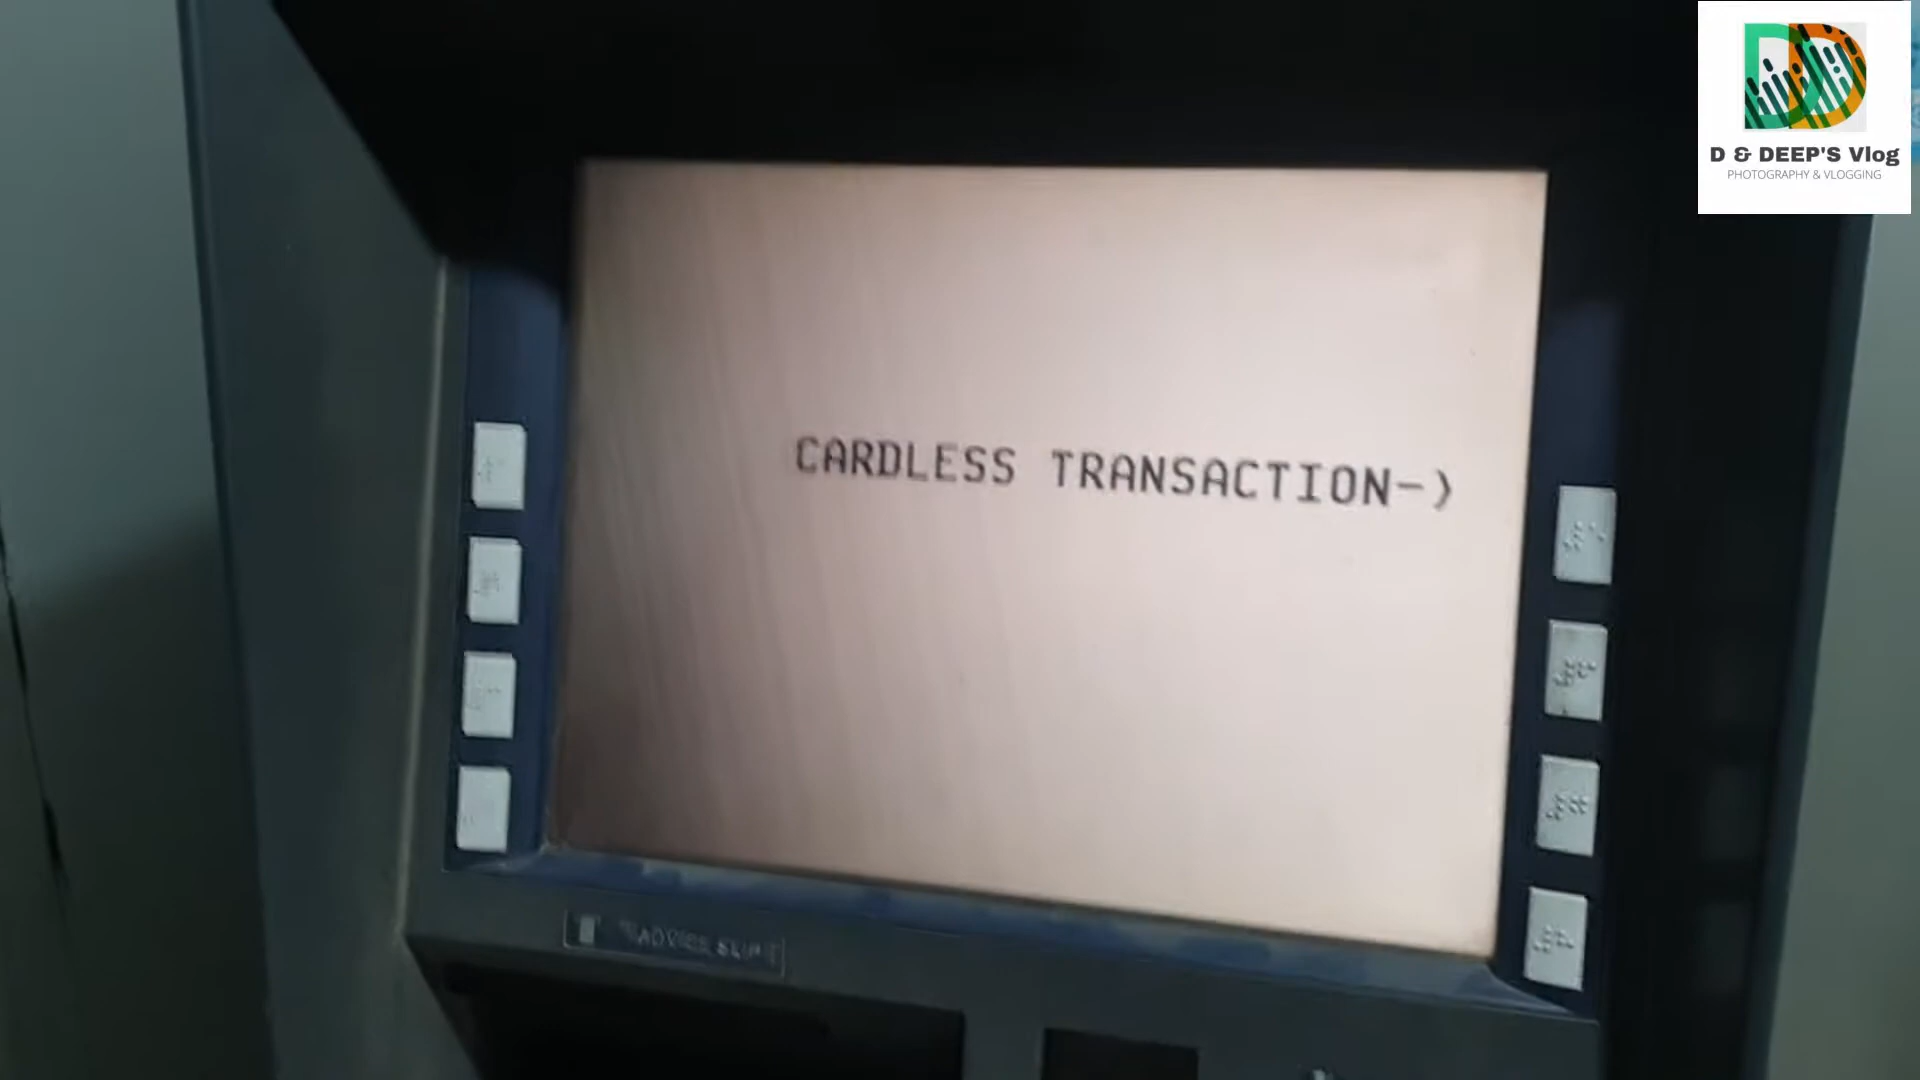 D & DEEP'S Vlog
PHOTOGRAPHY & VLOGGING
CARDLESS TRANSACTION-)
ADVICE SLIP